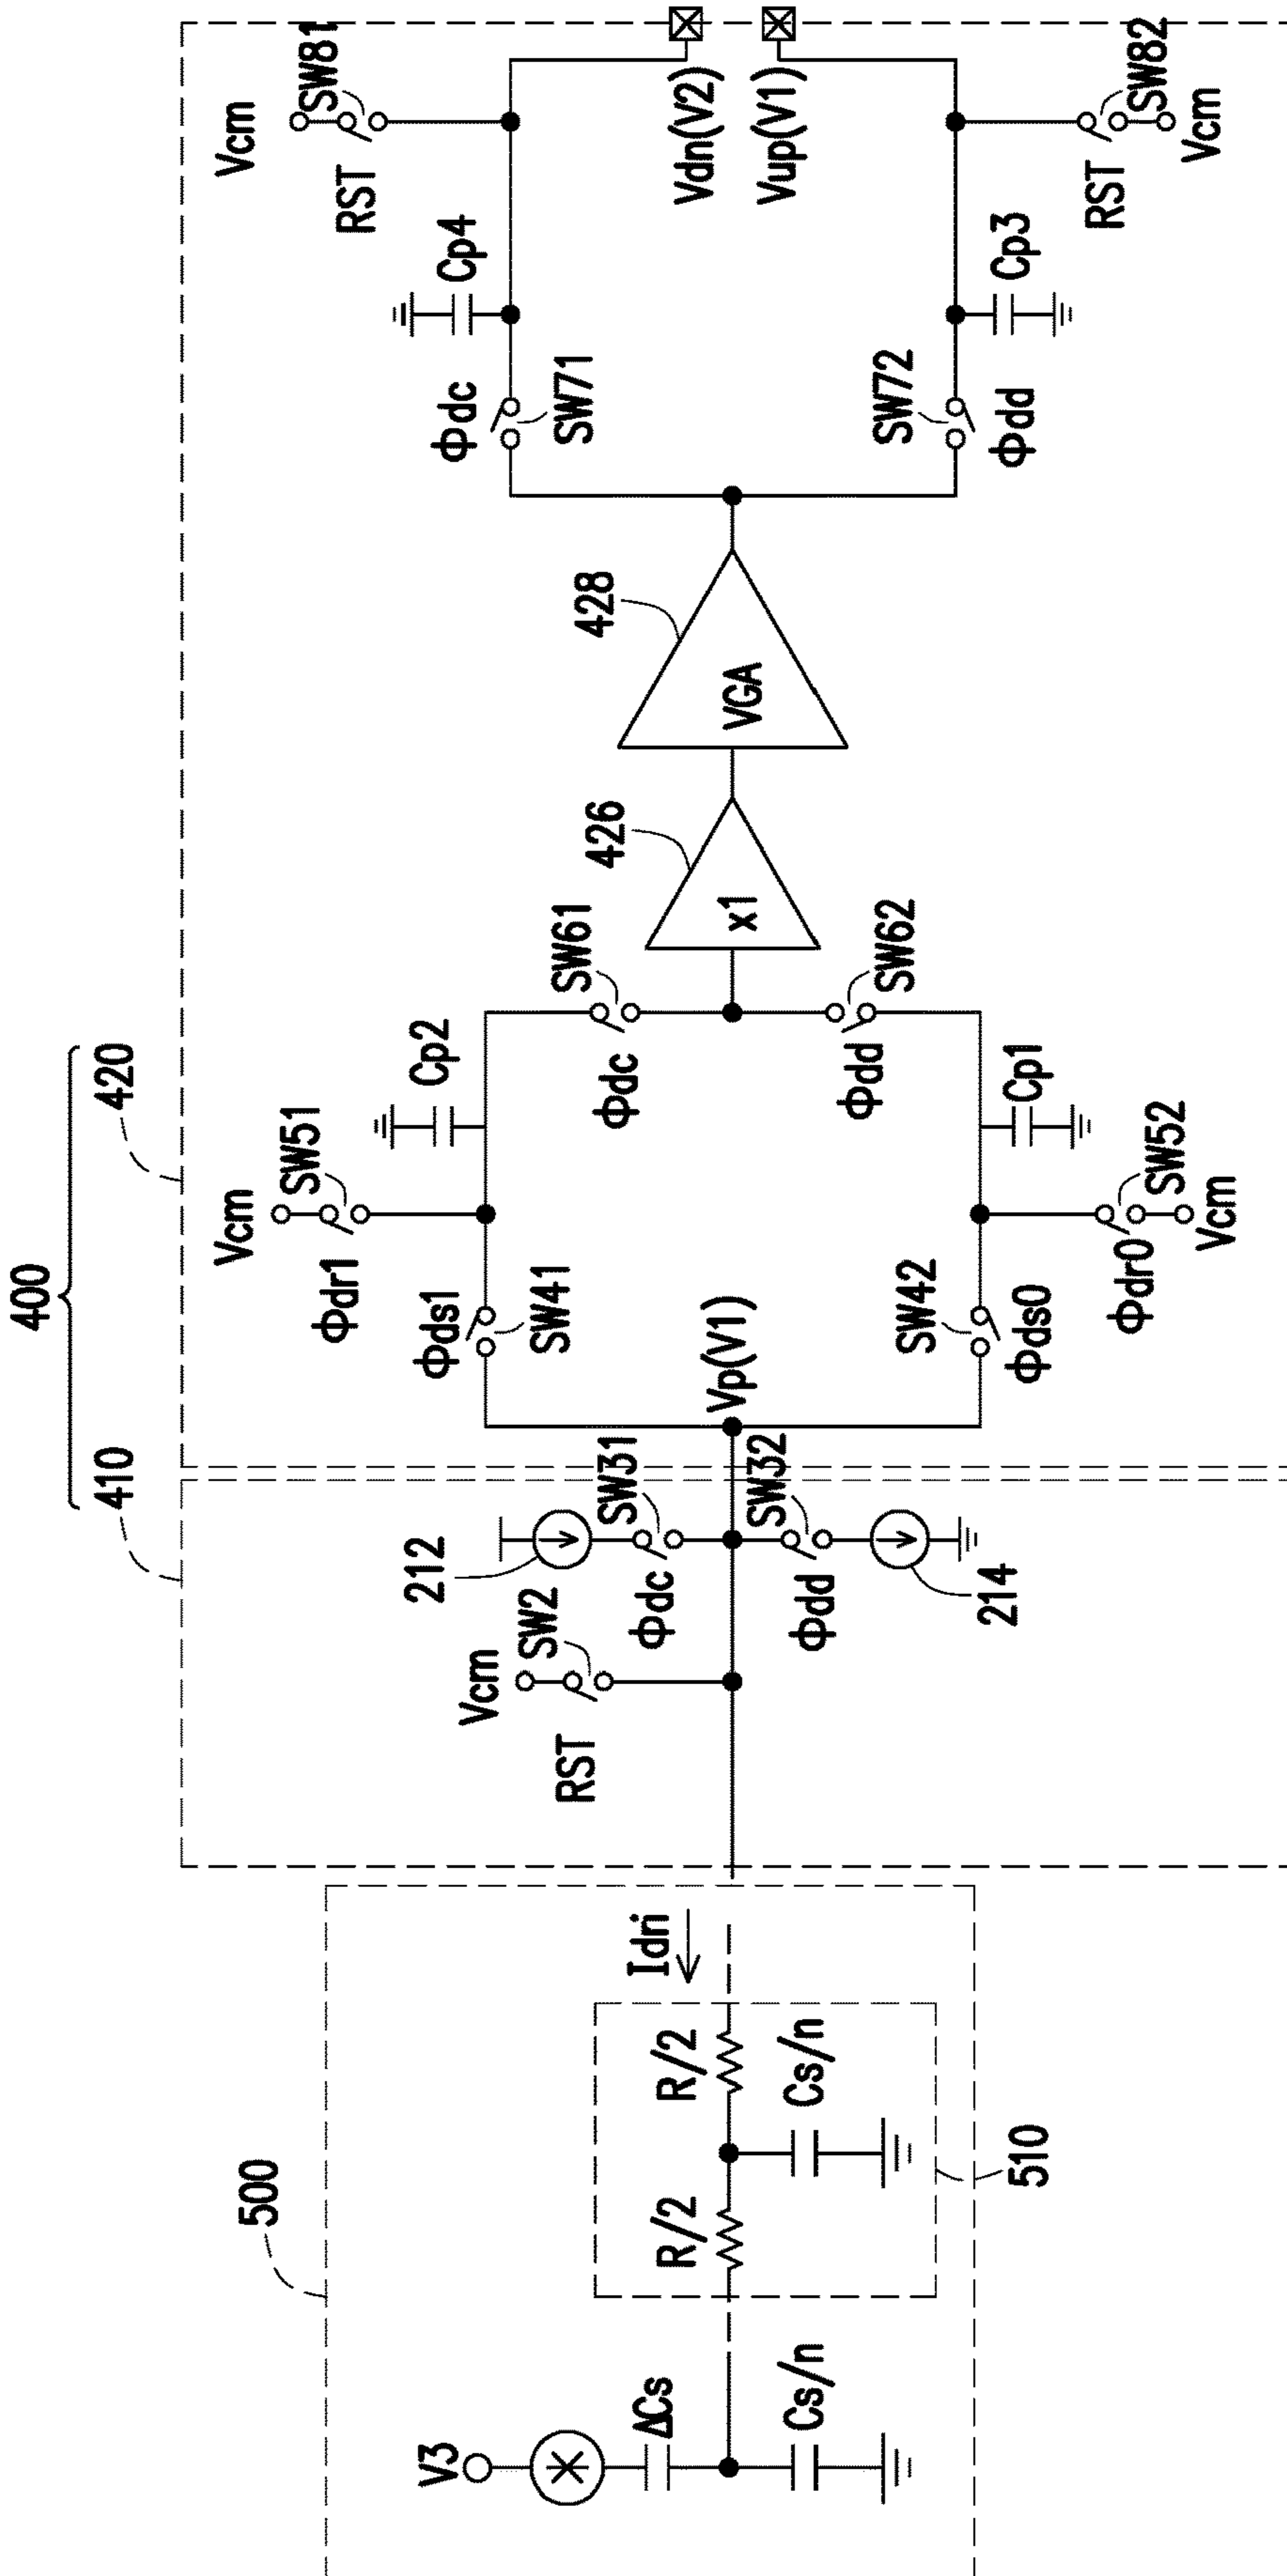 400
410
420
500
V3
ΔCs
Cs/n
R/2
R/2
Cs/n
510
Idri
Vcm
SW2
RST
212
SW31
Φdc
SW32
Φdd
214
Vp(V1)
Vcm
SW51
Φdr1
Φds1
SW41
Cp2
SW42
Φds0
Φdr0
SW52
Vcm
Cp1
SW61
Φdc
SW62
Φdd
426
x1
428
VGA
Φdc
SW71
Cp4
SW72
Φdd
Cp3
Vcm
SW81
RST
Vdn(V2)
Vup(V1)
RST
SW82
Vcm